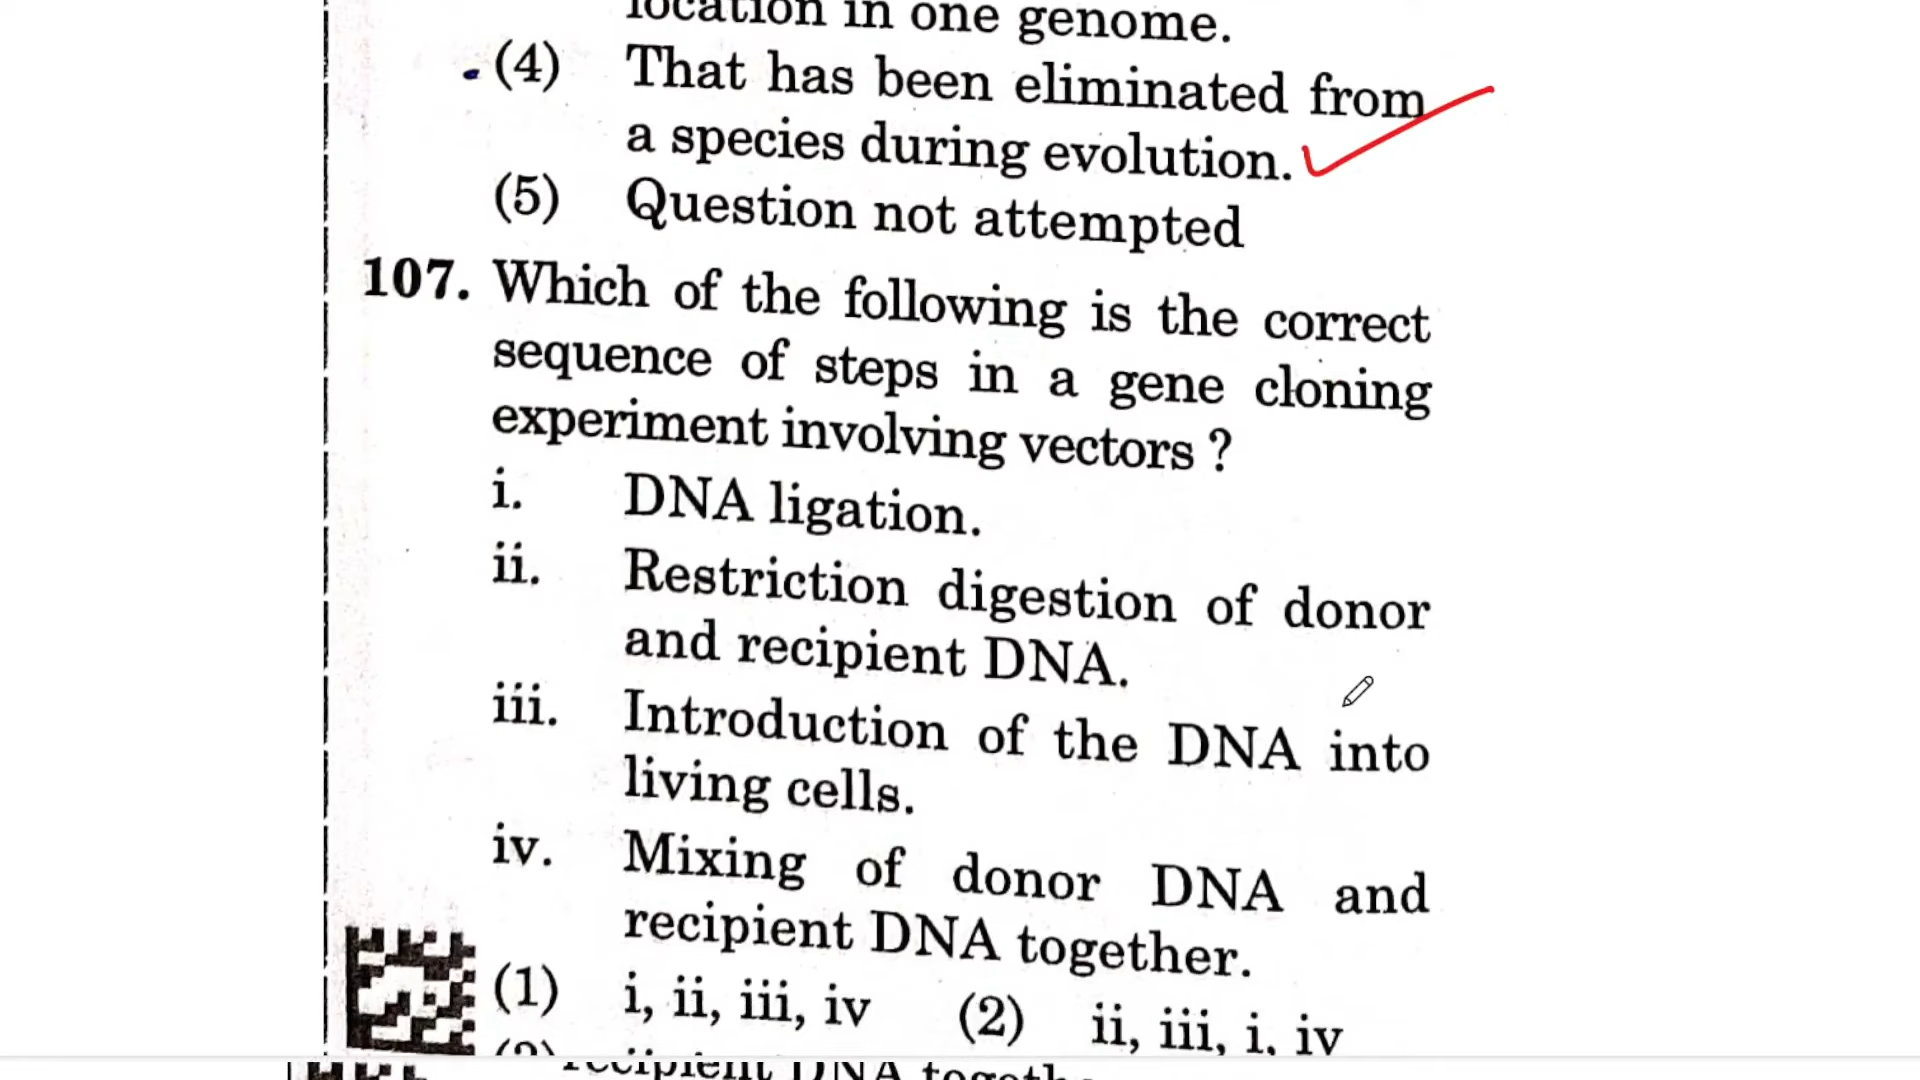 location in one genome.
(4) That has been eliminated from
a species during evolution.
(5) Question not attempted
107. Which of the following is the correct
sequence of steps in a gene cloning
experiment involving vectors ?
i. DNA ligation.
ii. Restriction digestion of donor
and recipient DNA.
iii. Introduction of the DNA into
living cells.
iv. Mixing of donor DNA and
recipient DNA together.
(1) i, ii, iii, iv (2) ii, iii, i, iv
recipient DNA